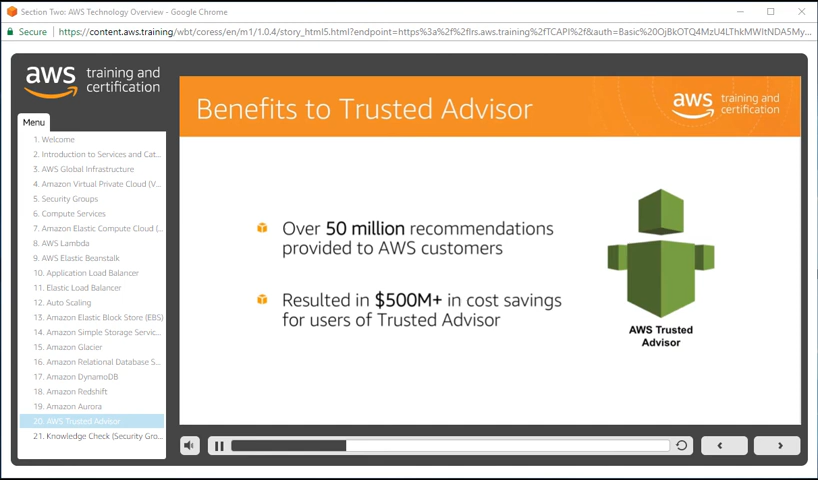 Section Two: AWS Technology Overview - Google Chrome
Secure
https://content.aws.training/wbt/coress/en/m1/1.0.4/story_html5.html?endpoint=https%3a%2f%2flrs.aws.training%2fTCAPI%2f&auth=Basic%20OjBkOTQ4MzU4LThkMWItNDA5My...
aws training and
certification
Menu
1. Welcome
2. Introduction to Services and Cat...
3. AWS Global Infrastructure
4. Amazon Virtual Private Cloud (V...
5. Security Groups
6. Compute Services
7. Amazon Elastic Compute Cloud (...
8. AWS Lambda
9. AWS Elastic Beanstalk
10. Application Load Balancer
11. Elastic Load Balancer
12. Auto Scaling
13. Amazon Elastic Block Store (EBS)
14. Amazon Simple Storage Servic...
15. Amazon Glacier
16. Amazon Relational Database S...
17. Amazon DynamoDB
18. Amazon Redshift
19. Amazon Aurora
20. AWS Trusted Advisor
21. Knowledge Check (Security Gro...
Benefits to Trusted Advisor
aws training and
certification
Over 50 million recommendations
provided to AWS customers
Resulted in $500M+ in cost savings
for users of Trusted Advisor
AWS Trusted
Advisor